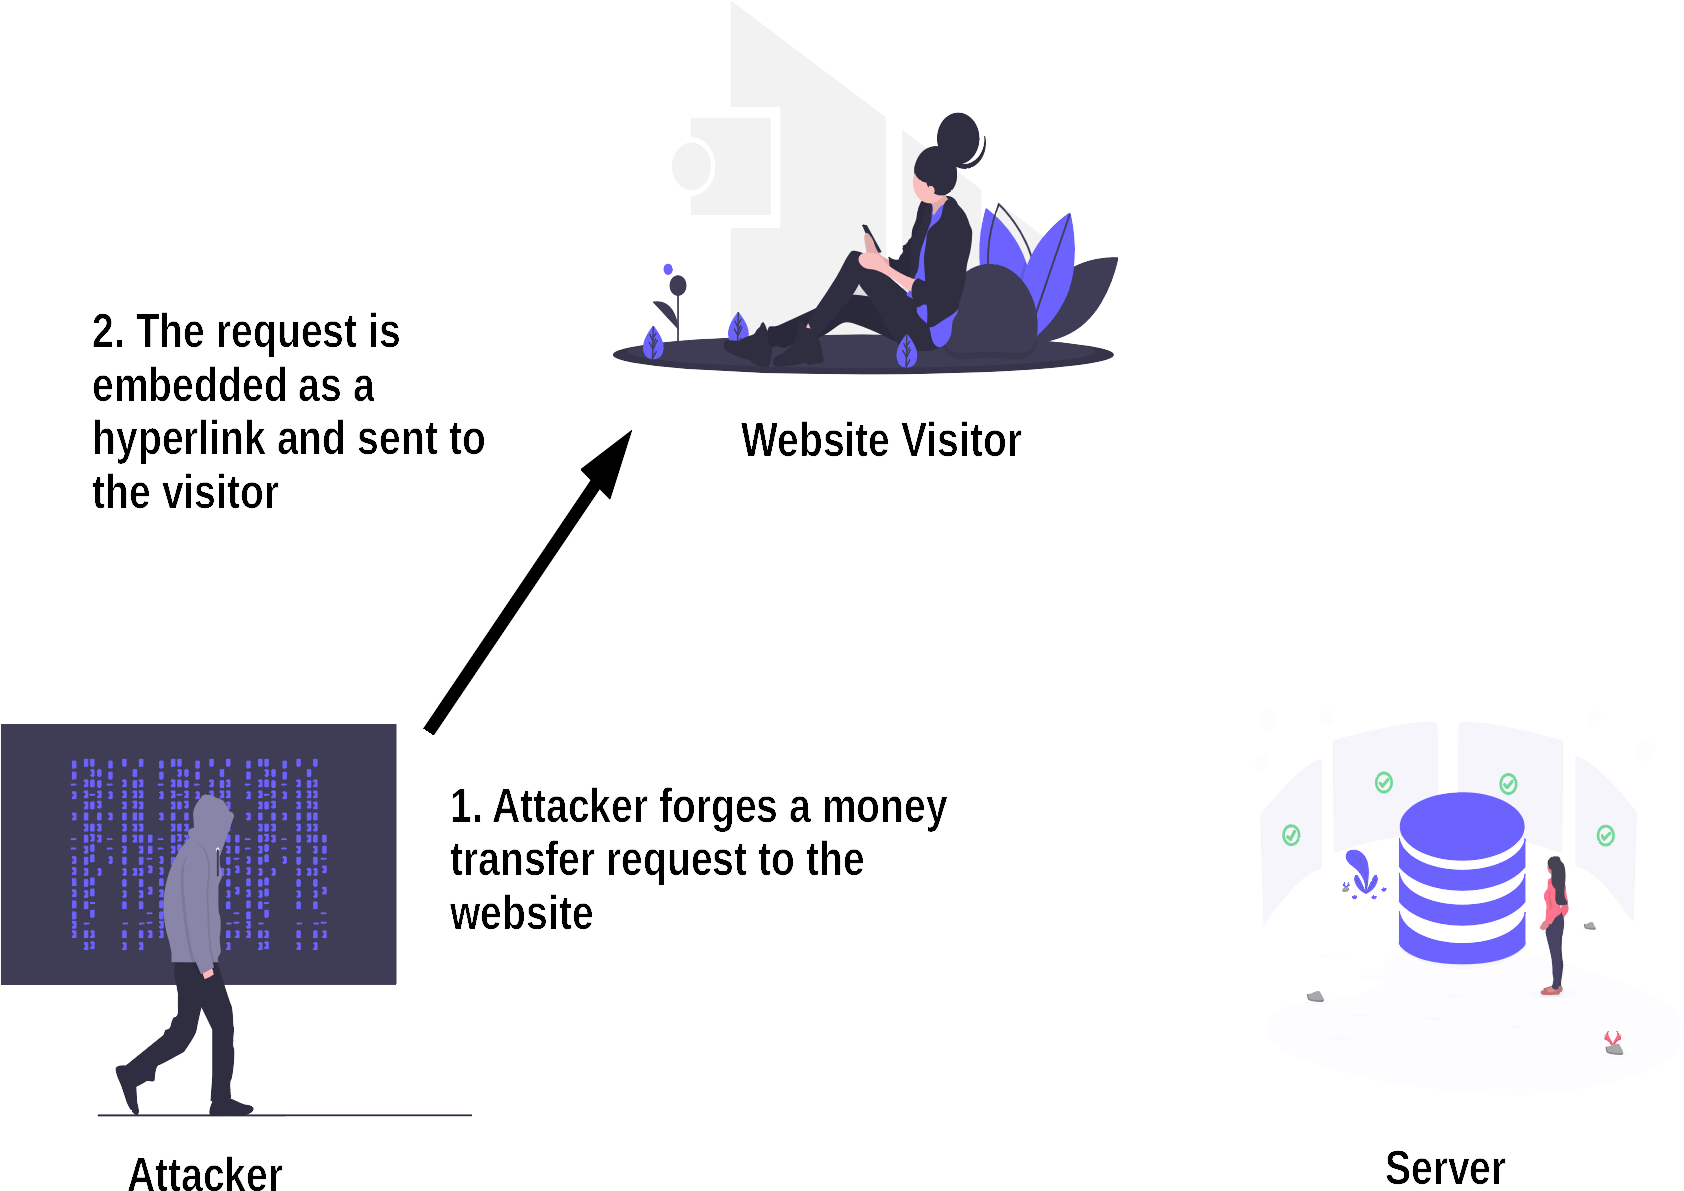 2. The request is
embedded as a
hyperlink and sent to
the visitor
Website Visitor
1. Attacker forges a money
transfer request to the
website
Attacker
Server